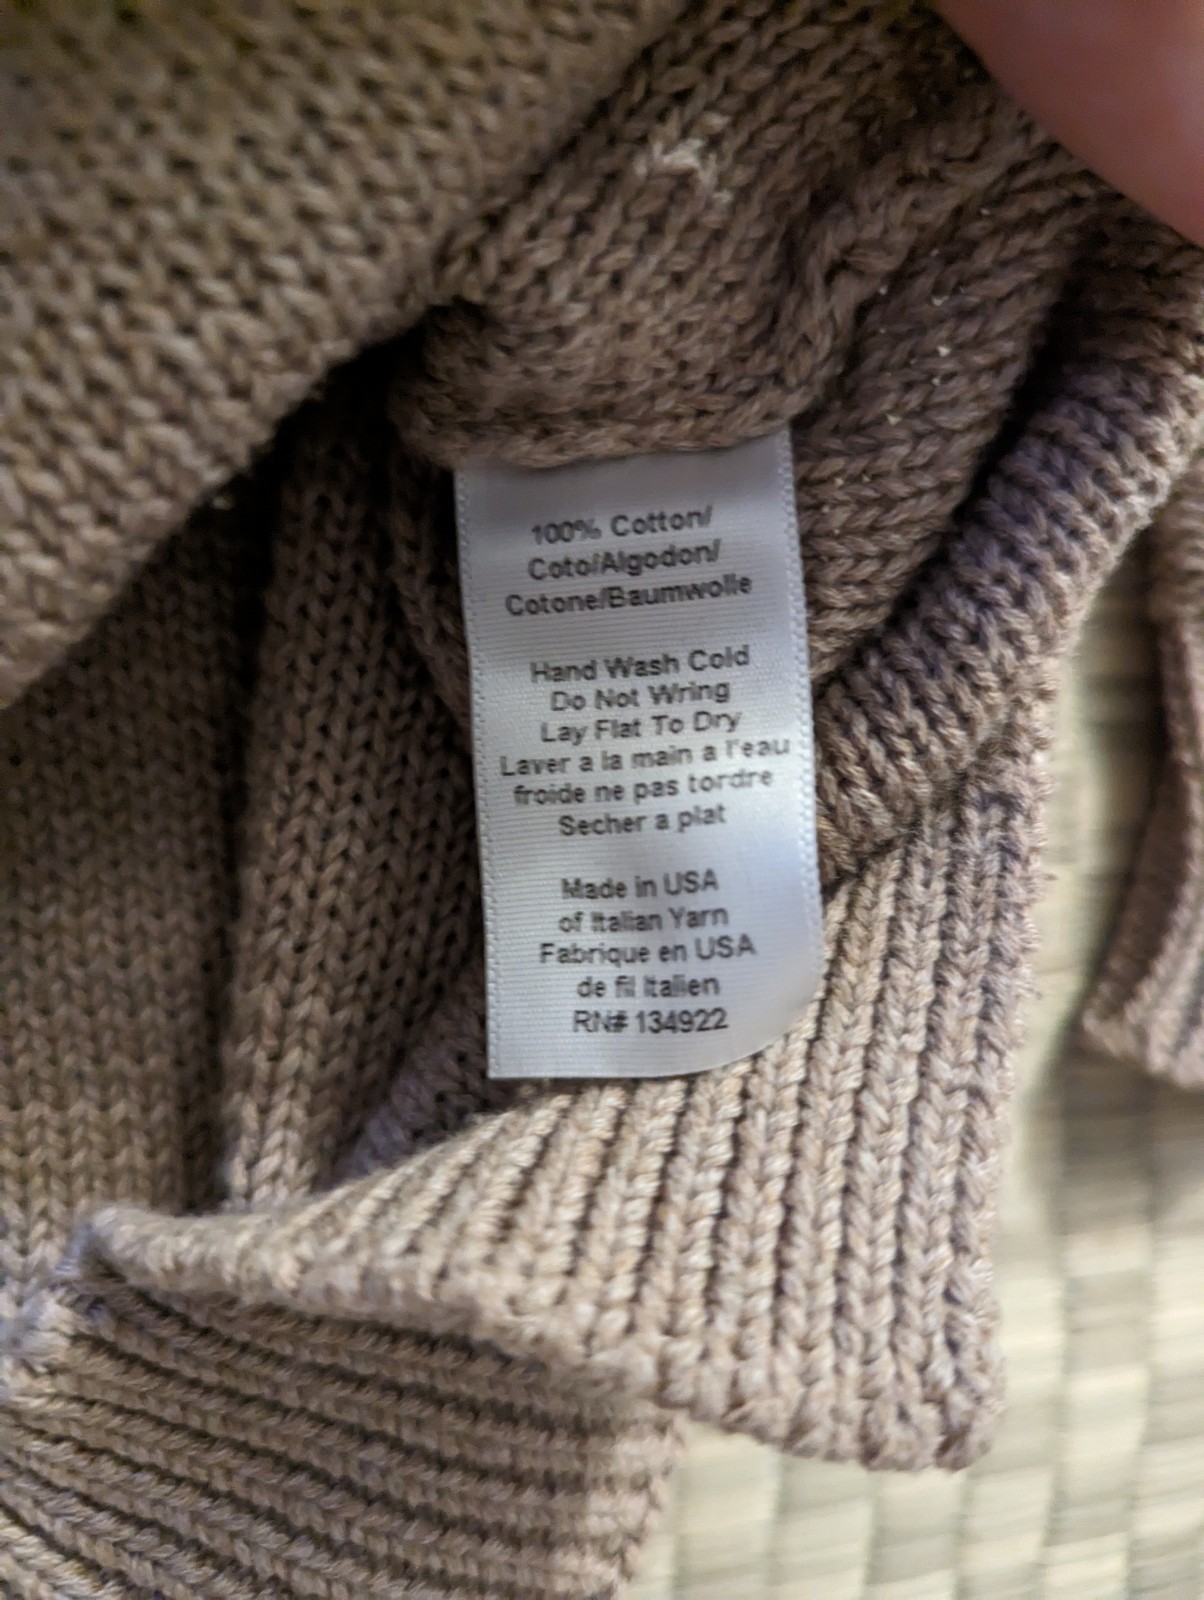 100% Cotton/
Coto/Algodon/
Cotone/Baumwolle
Hand Wash Cold
Do Not Wring
Lay Flat To Dry
Laver a la main a l'eau
froide ne pas tordre
Secher a plat
Made in USA
of Italian Yarn
Fabrique en USA
de fil Italien
RN# 134922